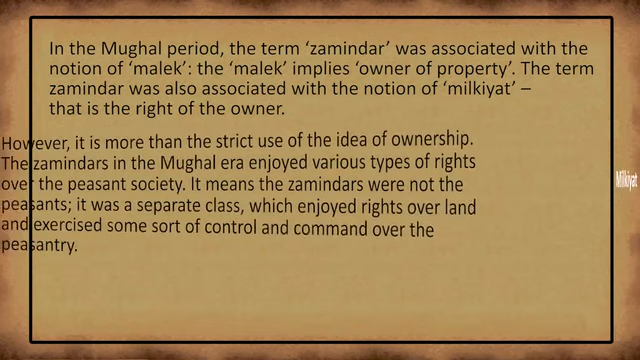 In the Mughal period, the term ‘zamindar’ was associated with the
notion of ‘malek’: the ‘malek’ implies ‘owner of property’. The term
zamindar was also associated with the notion of ‘milkiyat’ –
that is the right of the owner.
However, it is more than the strict use of the idea of ownership.
The zamindars in the Mughal era enjoyed various types of rights
over the peasant society. It means the zamindars were not the
peasants; it was a separate class, which enjoyed rights over land
and exercised some sort of control and command over the
peasantry.
Milkiyat